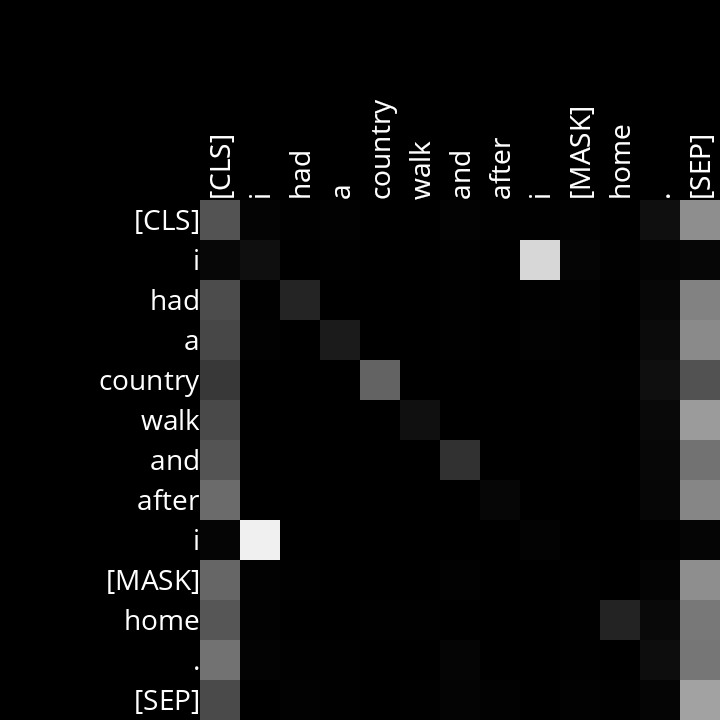 [CLS] i had a country walk and after i [MASK] home . [SEP]
[CLS]
i
had
a
country
walk
and
after
i
[MASK]
home
.
[SEP]